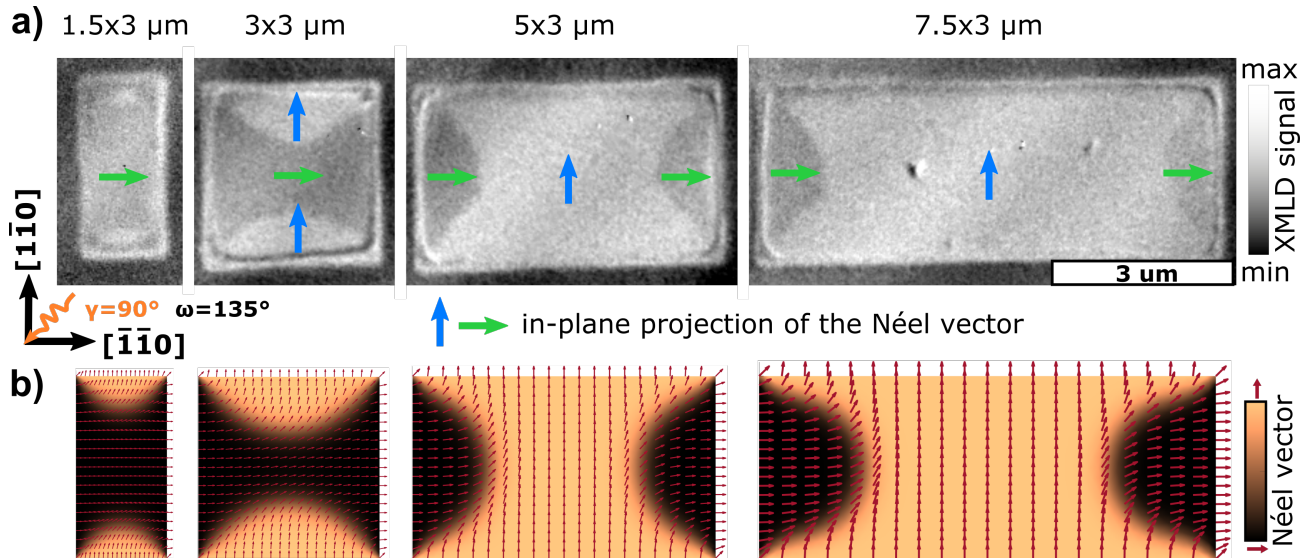 a)
1.5x3 µm
3x3 µm
5x3 µm
7.5x3 µm
max
XMLD signal
min
3 um
[11̅0]
γ=90° ω=135°
[1̅1̅0]
in-plane projection of the Néel vector
b)
Néel vector